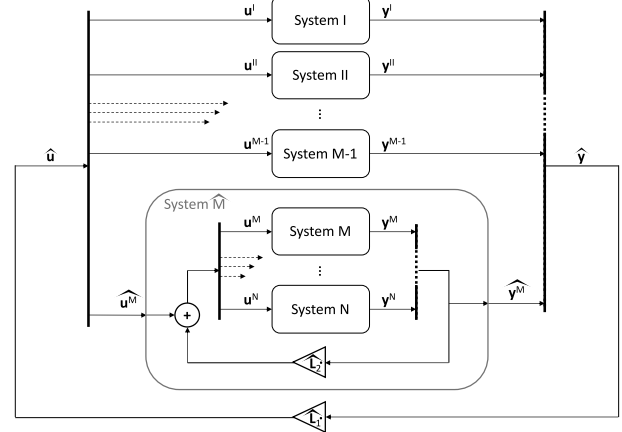 u^I System I y^I
u^II System II y^II
⋮
u^M-1 System M-1 y^M-1
û ŷ
System M̂
u^M System M y^M
⋮
û^M + u^N System N y^N ŷ^M
L̂₂
L̂₁